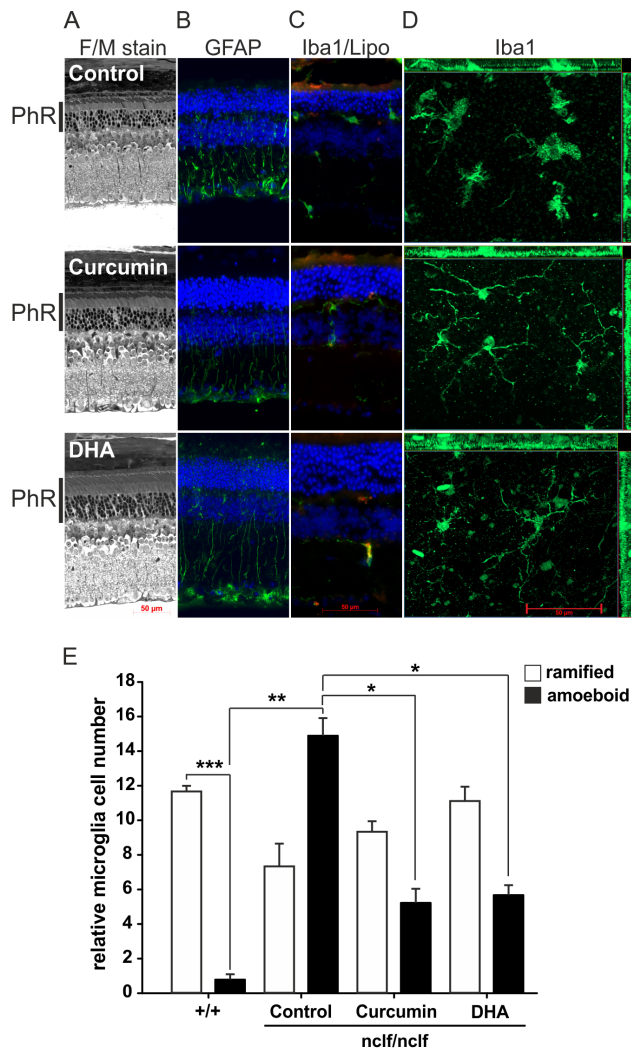 A B C D
F/M stain GFAP Iba1/Lipo Iba1
Control
PhR
Curcumin
PhR
DHA
PhR
50 µm 50 µm 50 µm
E
ramified
amoeboid
relative microglia cell number
18
16
14
12
10
8
6
4
2
0
***
**
*
*
+/+ Control Curcumin DHA
nclf/nclf